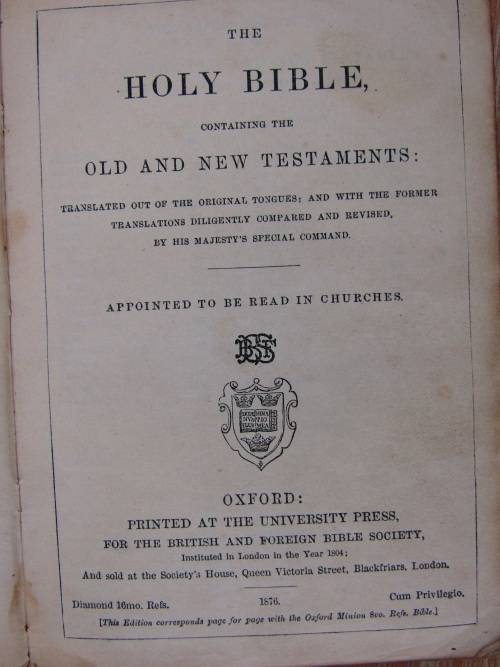 THE
HOLY BIBLE,
CONTAINING THE
OLD AND NEW TESTAMENTS:
TRANSLATED OUT OF THE ORIGINAL TONGUES; AND WITH THE FORMER
TRANSLATIONS DILIGENTLY COMPARED AND REVISED,
BY HIS MAJESTY'S SPECIAL COMMAND.
APPOINTED TO BE READ IN CHURCHES.
OXFORD:
PRINTED AT THE UNIVERSITY PRESS,
FOR THE BRITISH AND FOREIGN BIBLE SOCIETY,
Instituted in London in the Year 1804;
And sold at the Society's House, Queen Victoria Street, Blackfriars, London.
Diamond 16mo. Refs. 1876. Cum Privilegio.
[This Edition corresponds page for page with the Oxford Minion 8vo. Refs. Bible.]